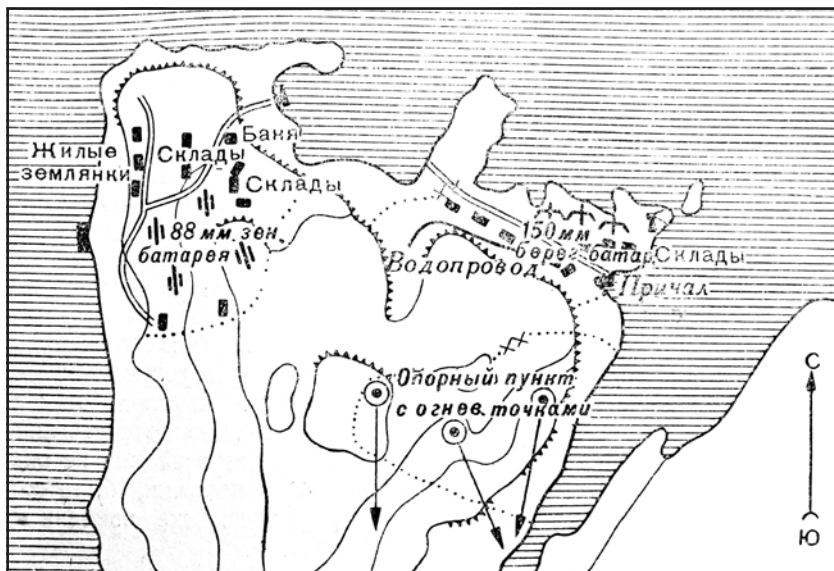 Баня
Жилые
землянки
Склады
Склады
88 мм. зен.
батарея
Водопровод
150 мм
берег. батар.
Склады
Причал
Опорный пункт
с огнев. точками
С
Ю